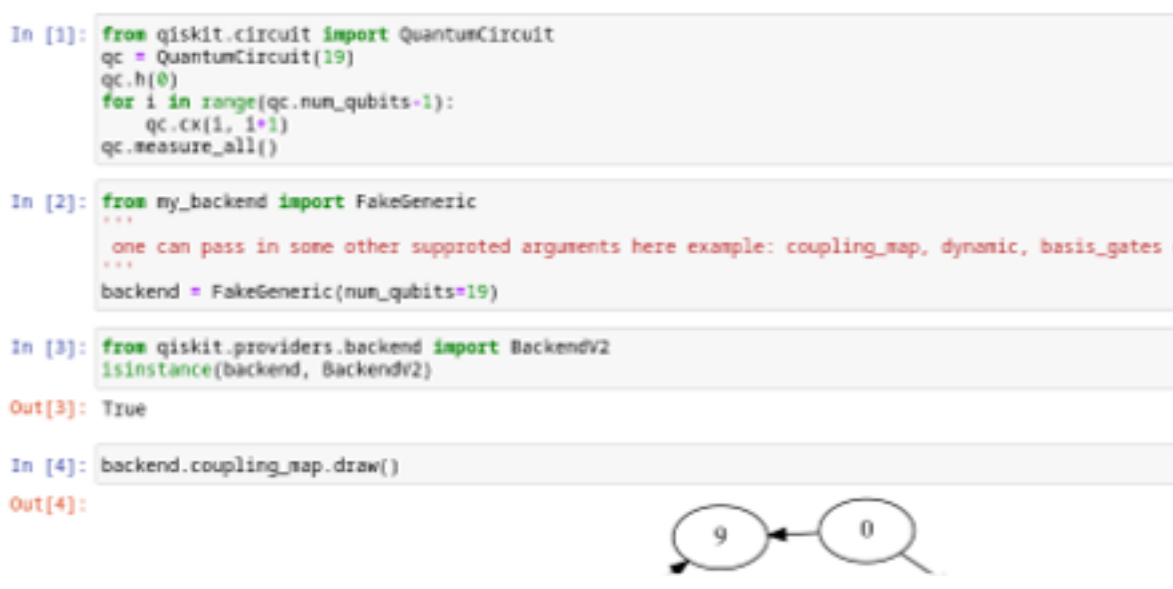 In [1]: from qiskit.circuit import QuantumCircuit
qc = QuantumCircuit(19)
qc.h(0)
for i in range(qc.num_qubits-1):
    qc.cx(i, i+1)
qc.measure_all()
In [2]: from my_backend import FakeGeneric
'''
 one can pass in some other supproted arguments here example: coupling_map, dynamic, basis_gates
'''
backend = FakeGeneric(num_qubits=19)
In [3]: from qiskit.providers.backend import BackendV2
isinstance(backend, BackendV2)
Out[3]: True
In [4]: backend.coupling_map.draw()
Out[4]:
9 0